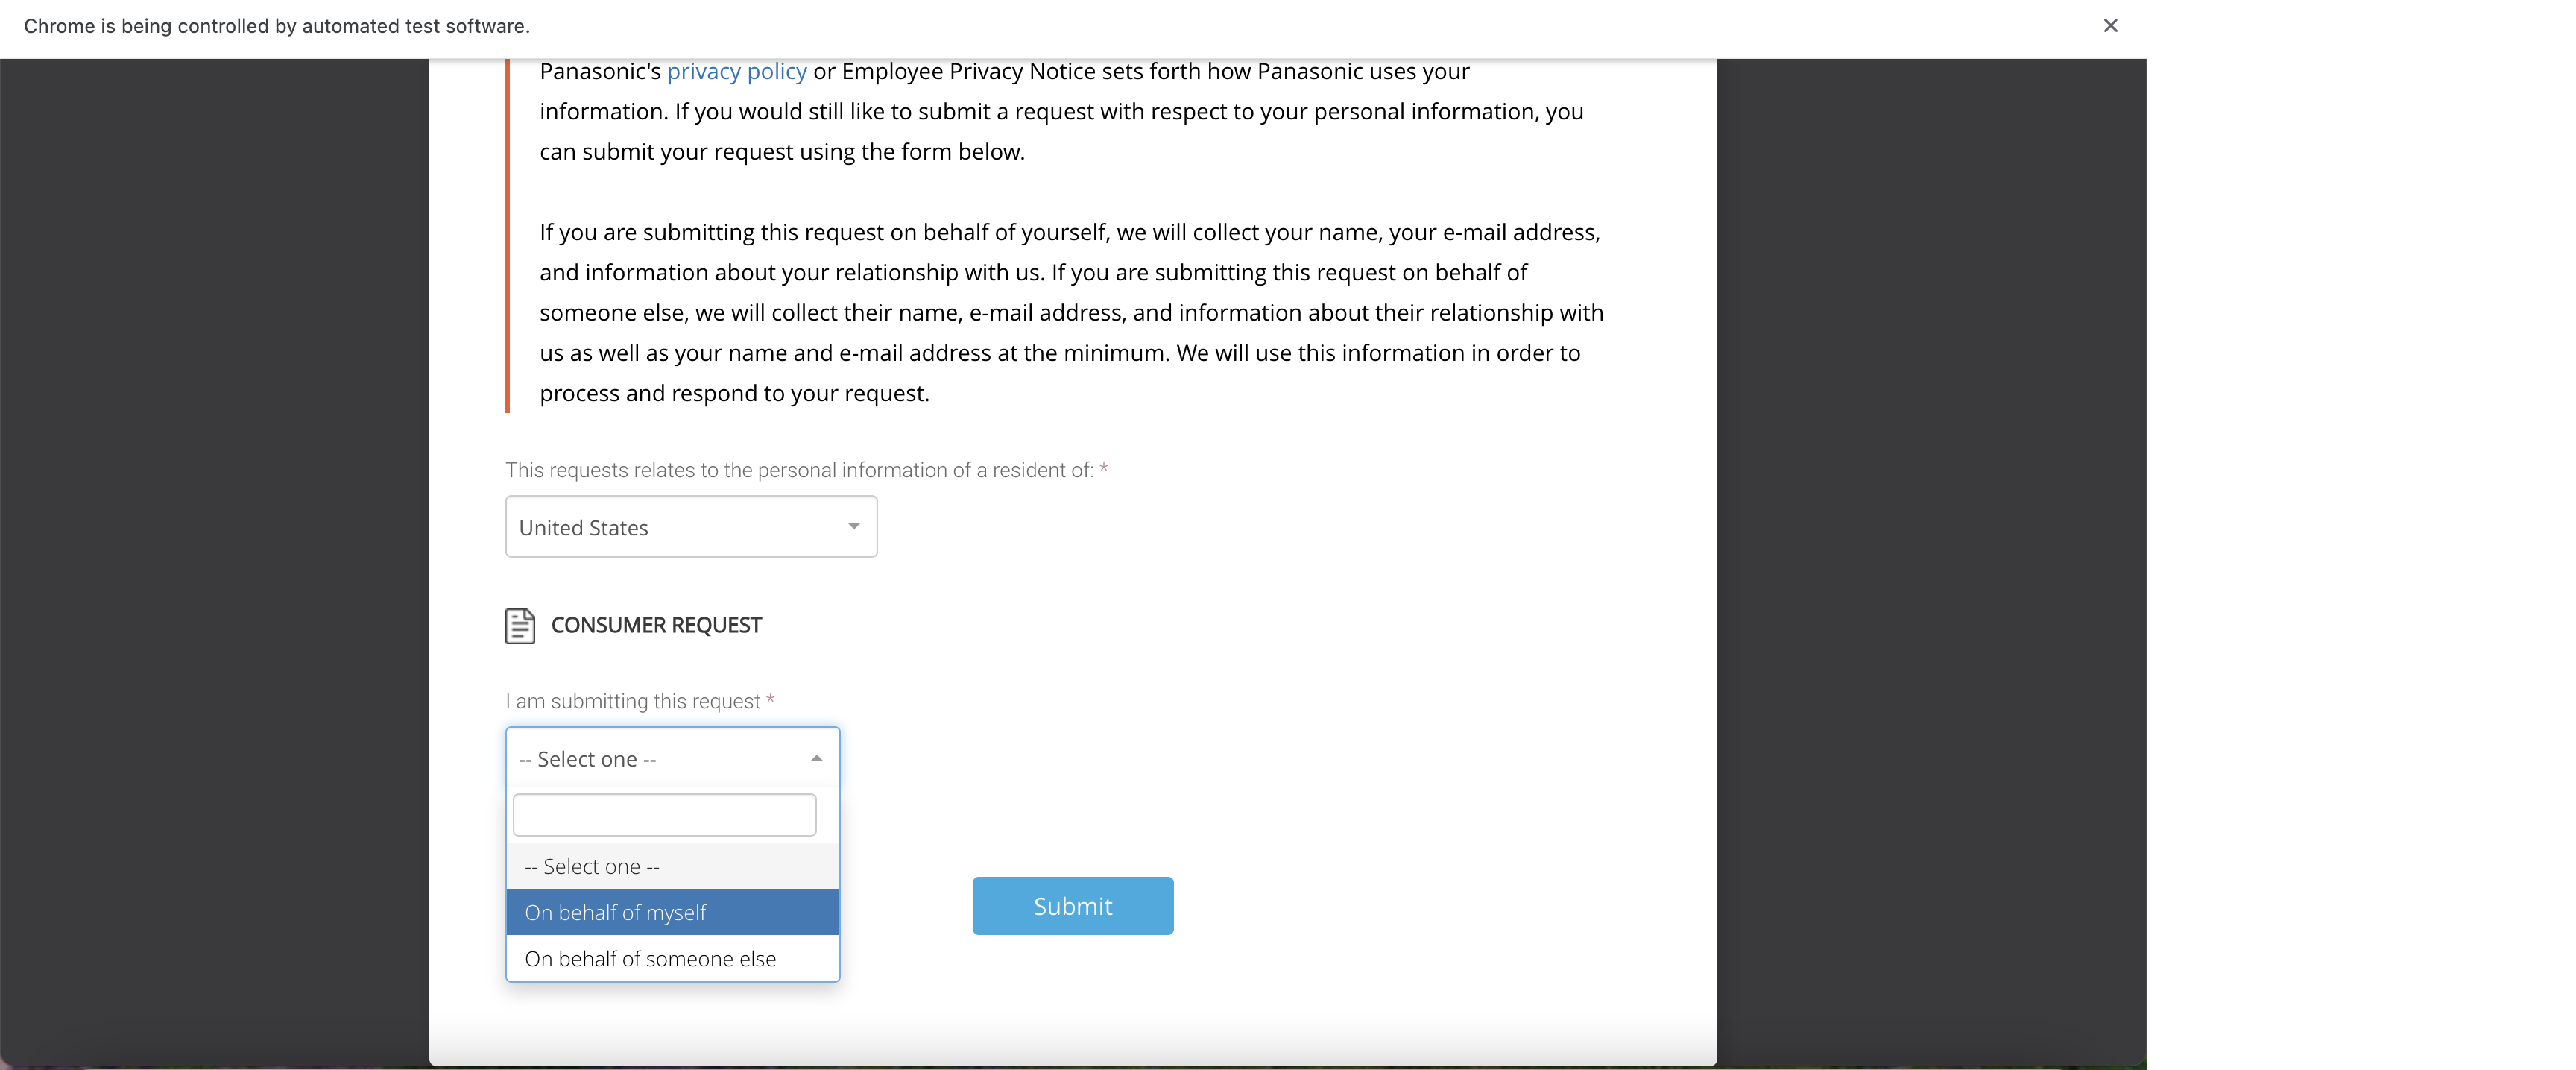 Chrome is being controlled by automated test software.
Panasonic's privacy policy or Employee Privacy Notice sets forth how Panasonic uses your
information. If you would still like to submit a request with respect to your personal information, you
can submit your request using the form below.
If you are submitting this request on behalf of yourself, we will collect your name, your e-mail address,
and information about your relationship with us. If you are submitting this request on behalf of
someone else, we will collect their name, e-mail address, and information about their relationship with
us as well as your name and e-mail address at the minimum. We will use this information in order to
process and respond to your request.
This requests relates to the personal information of a resident of: *
United States
CONSUMER REQUEST
I am submitting this request *
-- Select one --
-- Select one --
On behalf of myself
On behalf of someone else
Submit